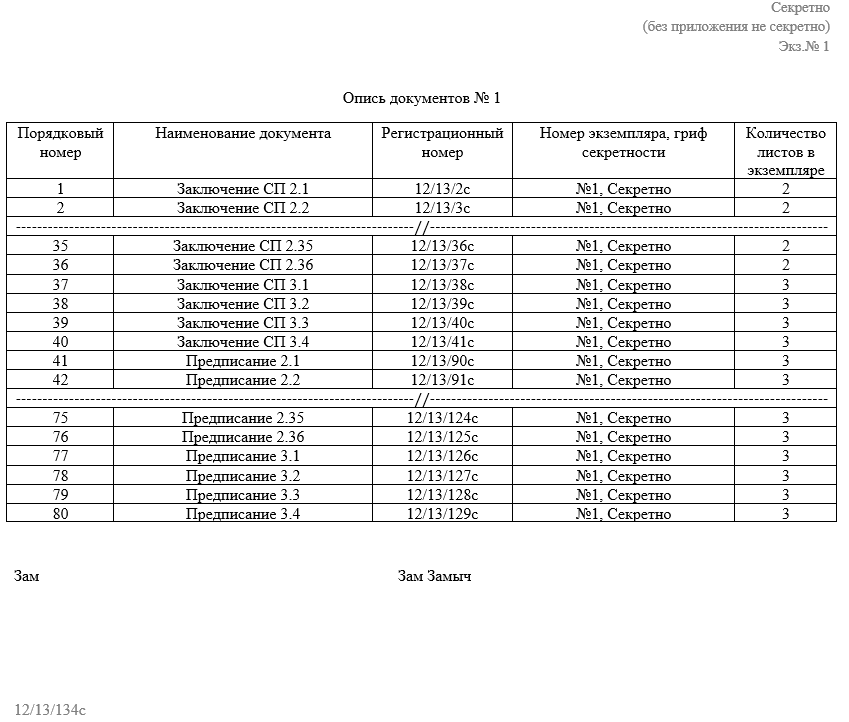 Секретно
(без приложения не секретно)
Экз.№ 1
Опись документов № 1
Порядковый номер Наименование документа Регистрационный номер Номер экземпляра, гриф секретности Количество листов в экземпляре
1 Заключение СП 2.1 12/13/2с №1, Секретно 2
2 Заключение СП 2.2 12/13/3с №1, Секретно 2
--//--
35 Заключение СП 2.35 12/13/36с №1, Секретно 2
36 Заключение СП 2.36 12/13/37с №1, Секретно 2
37 Заключение СП 3.1 12/13/38с №1, Секретно 3
38 Заключение СП 3.2 12/13/39с №1, Секретно 3
39 Заключение СП 3.3 12/13/40с №1, Секретно 3
40 Заключение СП 3.4 12/13/41с №1, Секретно 3
41 Предписание 2.1 12/13/90с №1, Секретно 3
42 Предписание 2.2 12/13/91с №1, Секретно 3
--//--
75 Предписание 2.35 12/13/124с №1, Секретно 3
76 Предписание 2.36 12/13/125с №1, Секретно 3
77 Предписание 3.1 12/13/126с №1, Секретно 3
78 Предписание 3.2 12/13/127с №1, Секретно 3
79 Предписание 3.3 12/13/128с №1, Секретно 3
80 Предписание 3.4 12/13/129с №1, Секретно 3
Зам Зам Замыч
12/13/134с